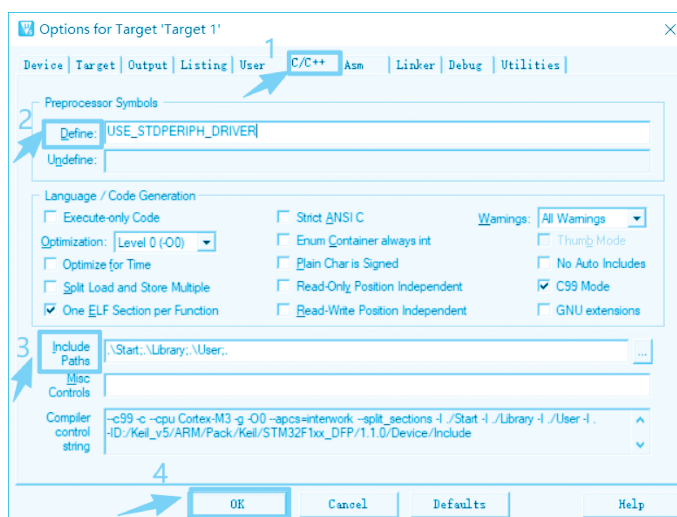 Options for Target 'Target 1'
1
Device Target Output Listing User C/C++ Asm Linker Debug Utilities
Preprocessor Symbols
2
Define: USE_STDPERIPH_DRIVER
Undefine:
Language / Code Generation
Execute-only Code Strict ANSI C Warnings: All Warnings
Optimization: Level 0 (-O0) Enum Container always int Thumb Mode
Optimize for Time Plain Char is Signed No Auto Includes
Split Load and Store Multiple Read-Only Position Independent C99 Mode
One ELF Section per Function Read-Write Position Independent GNU extensions
3
Include Paths .\Start;.\Library;.\User;. ...
Misc Controls
Compiler control string --c99 -c --cpu Cortex-M3 -g -O0 --apcs=interwork --split_sections -I ./Start -I ./Library -I ./User -I .
-ID:/Keil_v5/ARM/Pack/Keil/STM32F1xx_DFP/1.1.0/Device/Include
4
OK Cancel Defaults Help